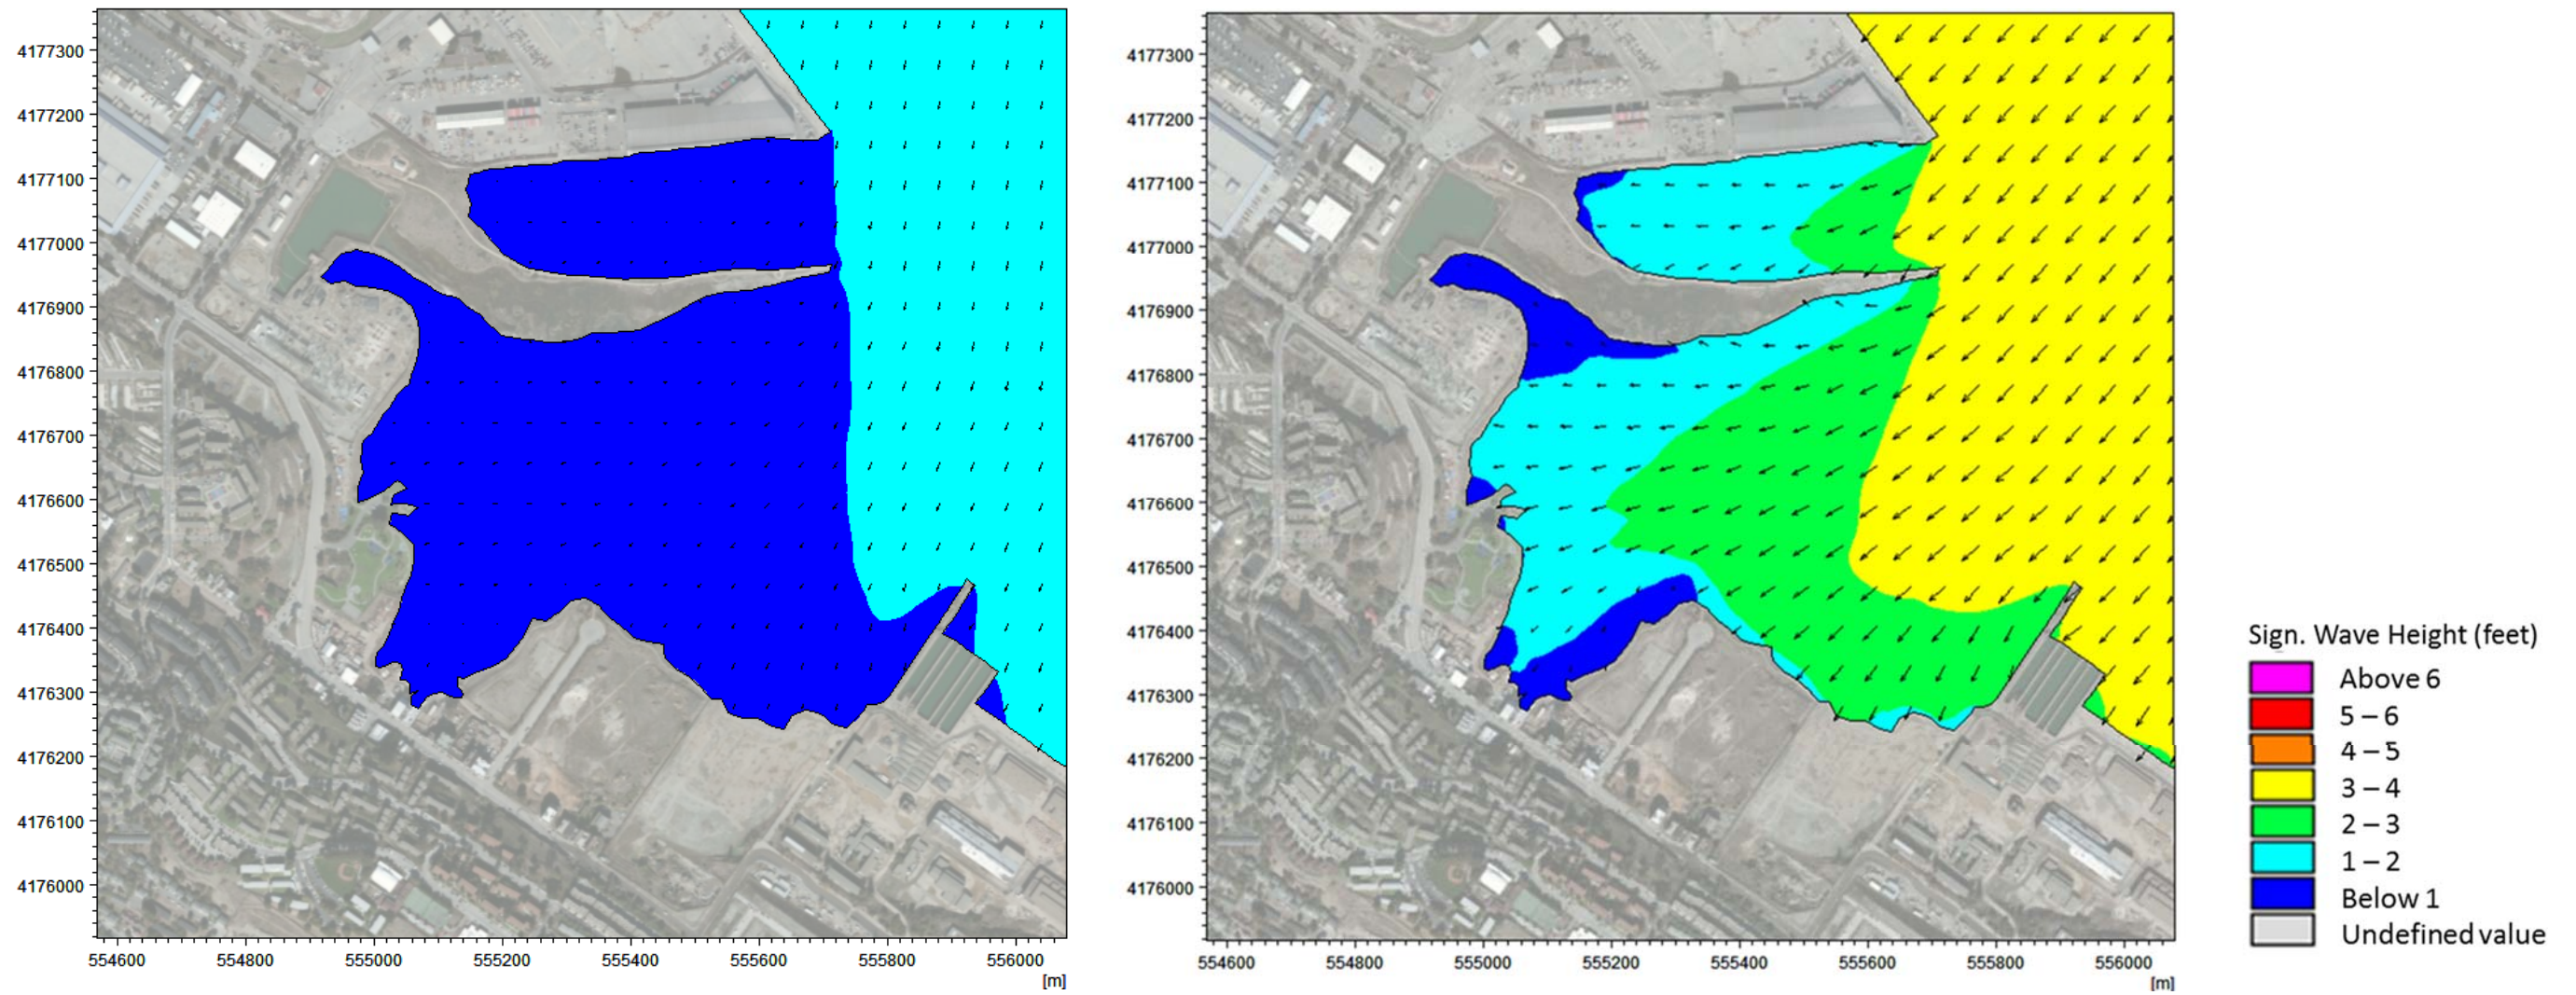 4177300
4177200
4177100
4177000
4176900
4176800
4176700
4176600
4176500
4176400
4176300
4176200
4176100
4176000
554600 554800 555000 555200 555400 555600 555800 556000
[m]
4177300
4177200
4177100
4177000
4176900
4176800
4176700
4176600
4176500
4176400
4176300
4176200
4176100
4176000
554600 554800 555000 555200 555400 555600 555800 556000
[m]
Sign. Wave Height (feet)
Above 6
5 – 6
4 – 5
3 – 4
2 – 3
1 – 2
Below 1
Undefined value